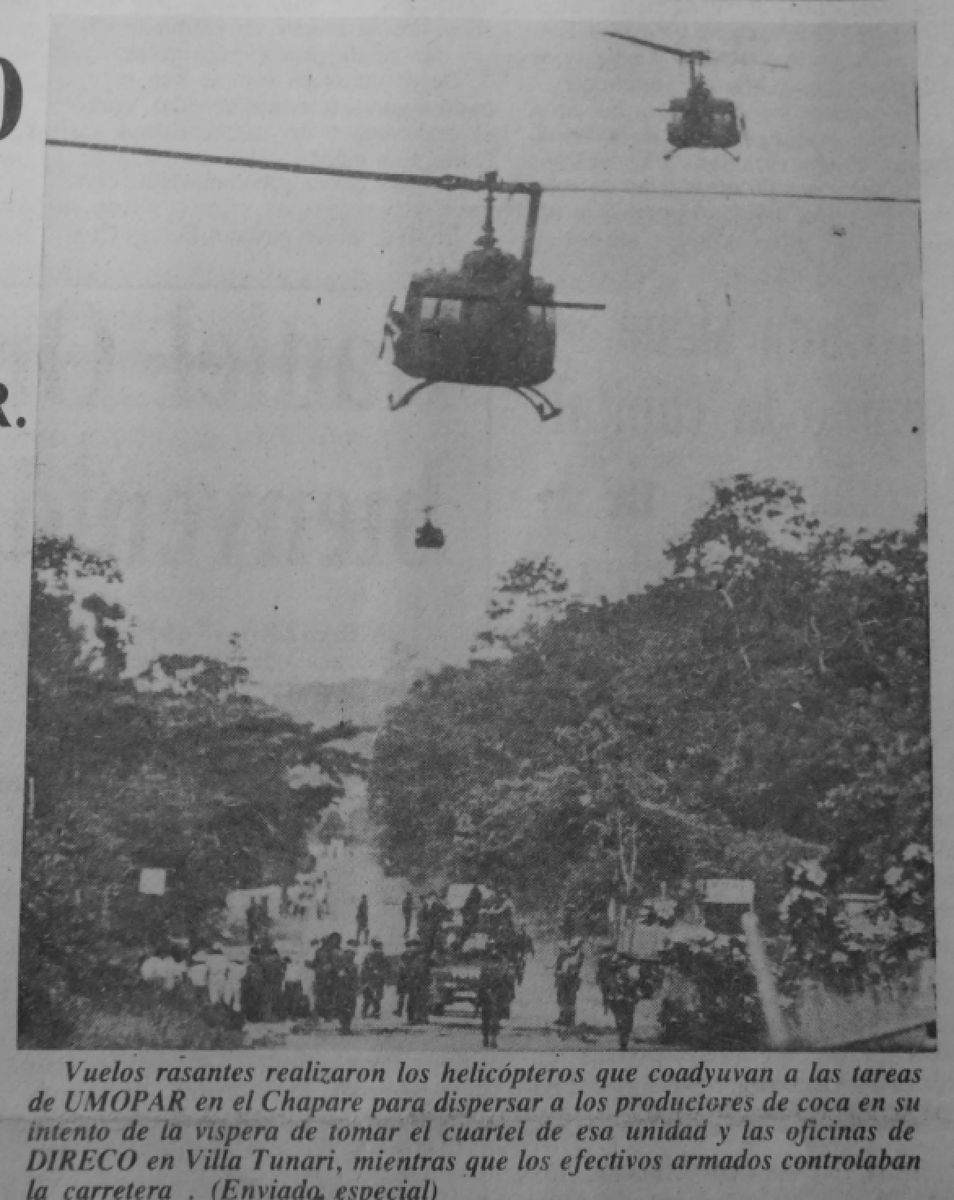 O
R.
Vuelos rasantes realizaron los helicópteros que coadyuvan a las tareas
de UMOPAR en el Chapare para dispersar a los productores de coca en su
intento de la víspera de tomar el cuartel de esa unidad y las oficinas de
DIRECO en Villa Tunari, mientras que los efectivos armados controlaban
la carretera . (Enviado especial)